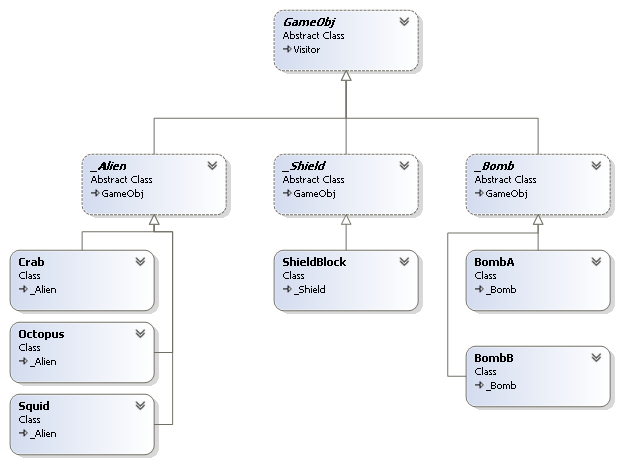 GameObj
Abstract Class
Visitor
_Alien
Abstract Class
GameObj
_Shield
Abstract Class
GameObj
_Bomb
Abstract Class
GameObj
Crab
Class
_Alien
ShieldBlock
Class
_Shield
BombA
Class
_Bomb
Octopus
Class
_Alien
BombB
Class
_Bomb
Squid
Class
_Alien